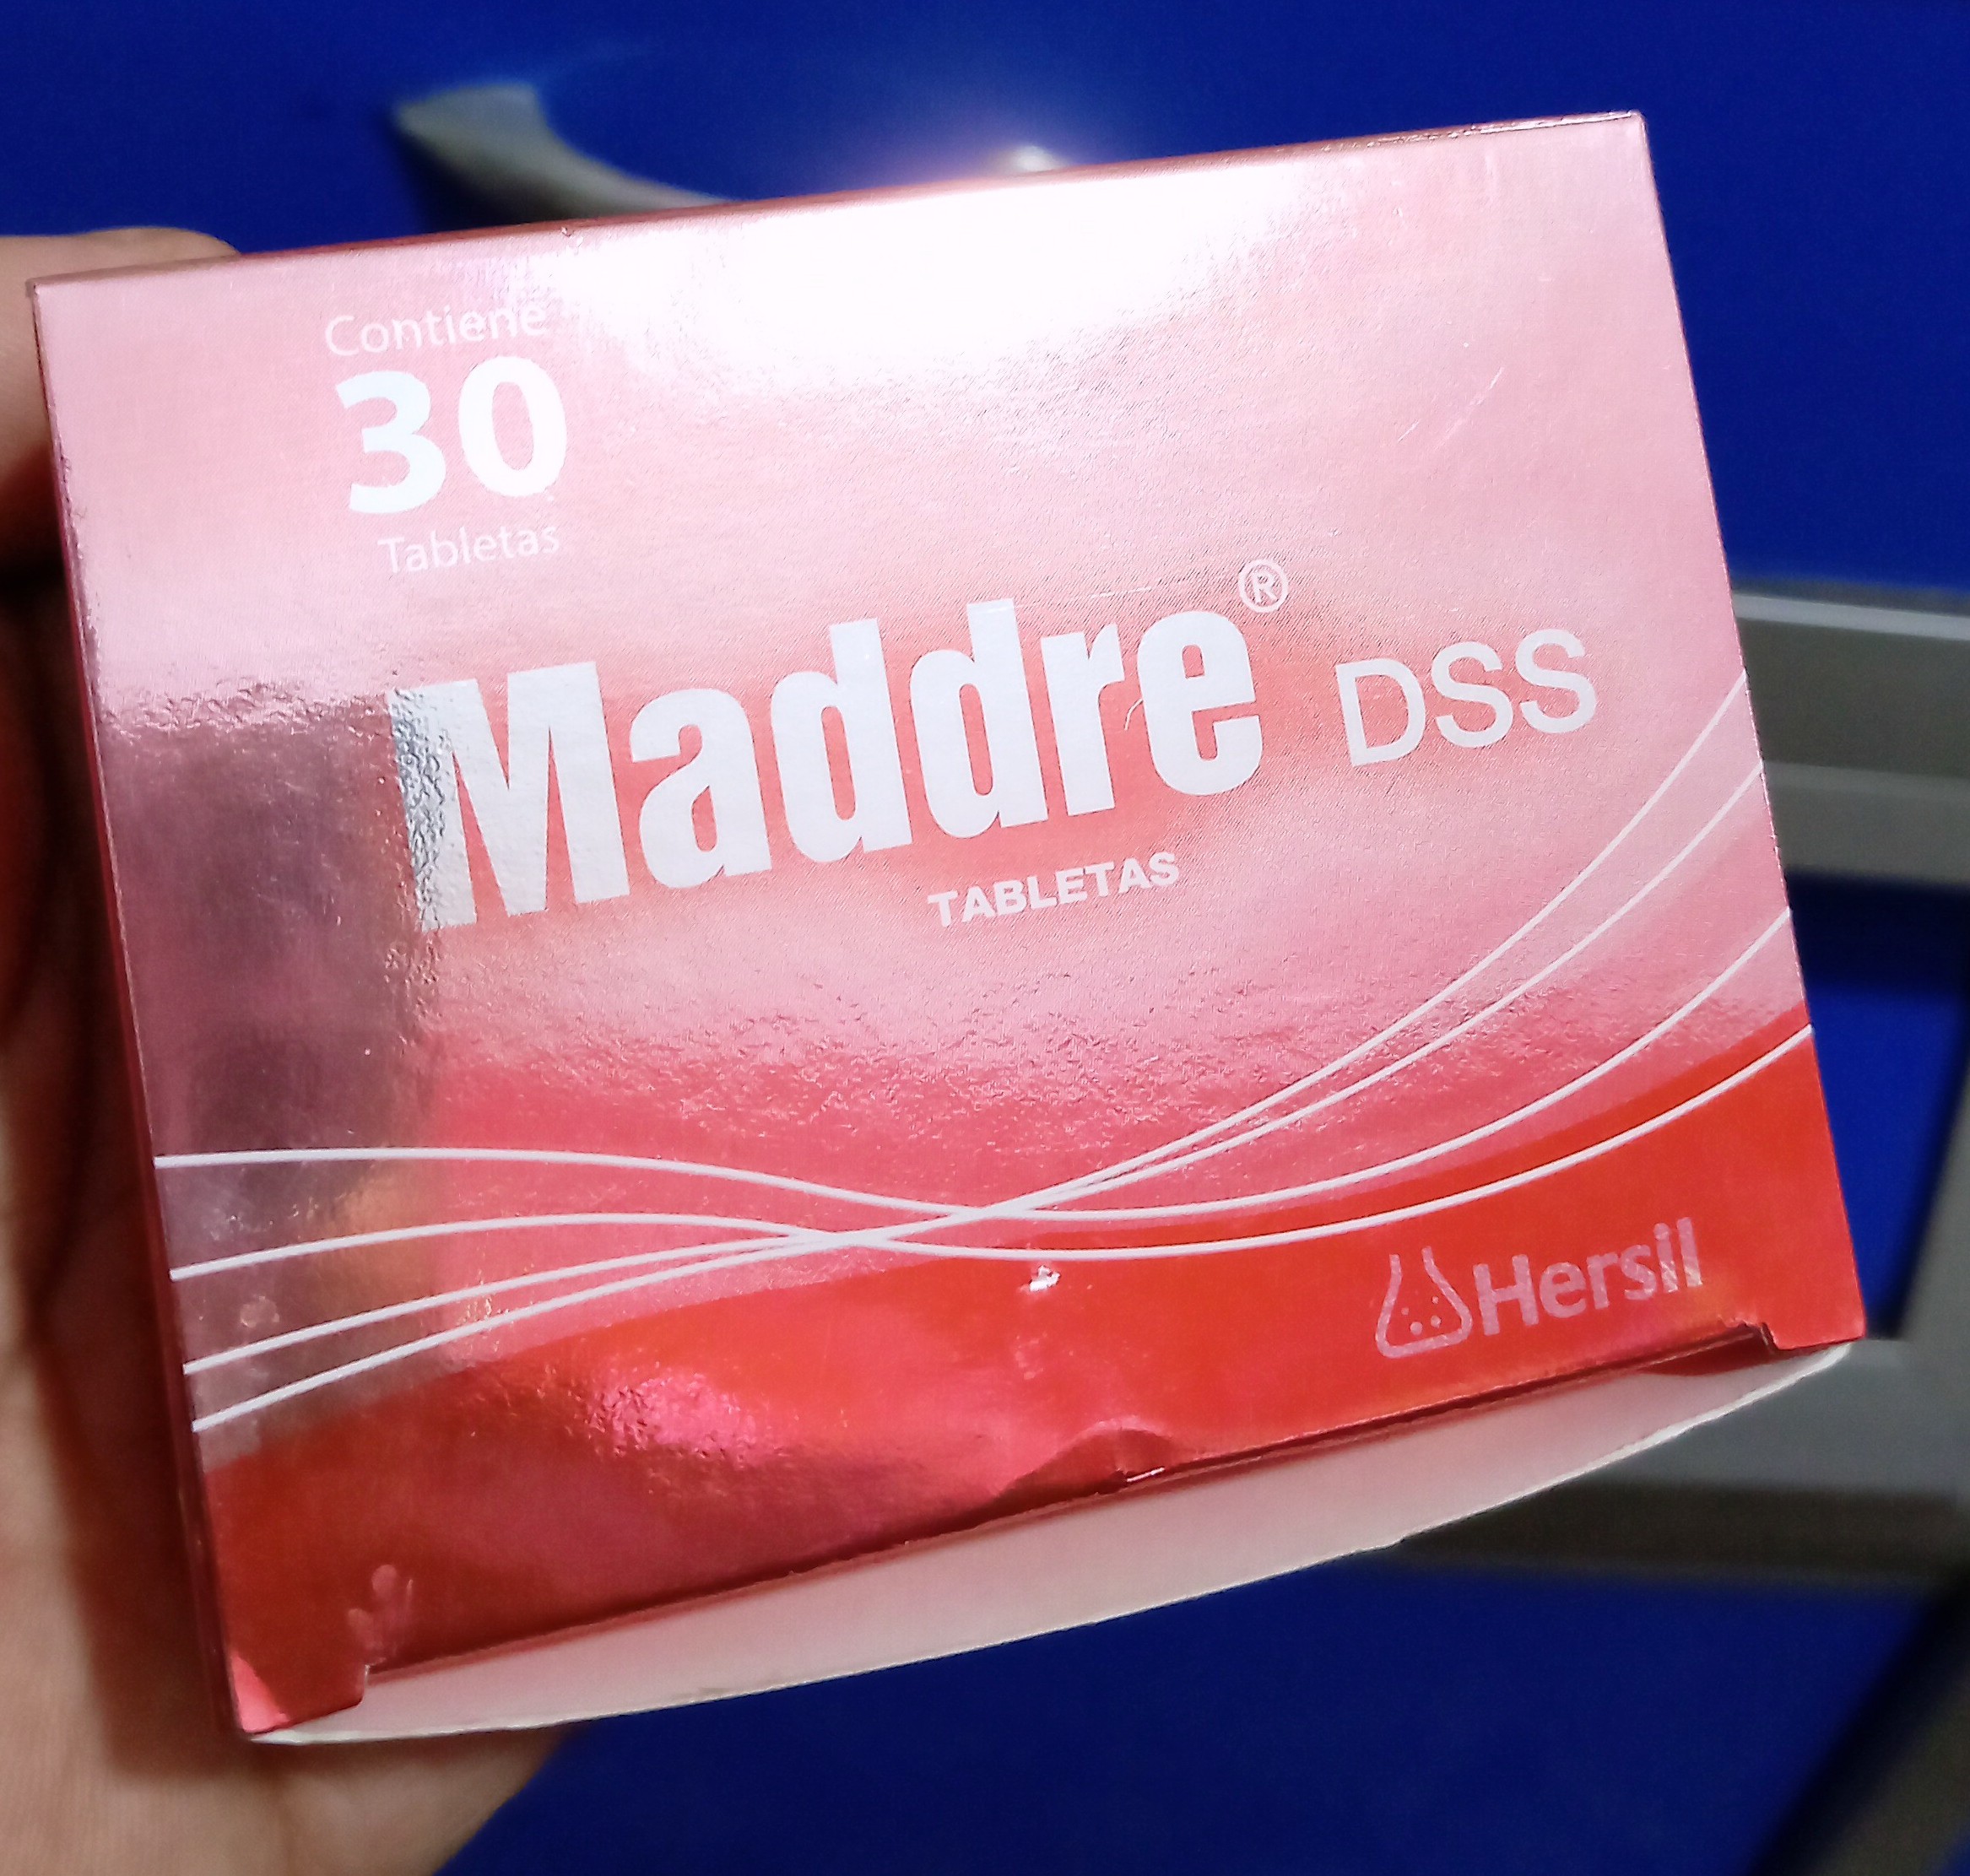 Contiene
30
Tabletas
Maddre® DSS
TABLETAS
Hersil